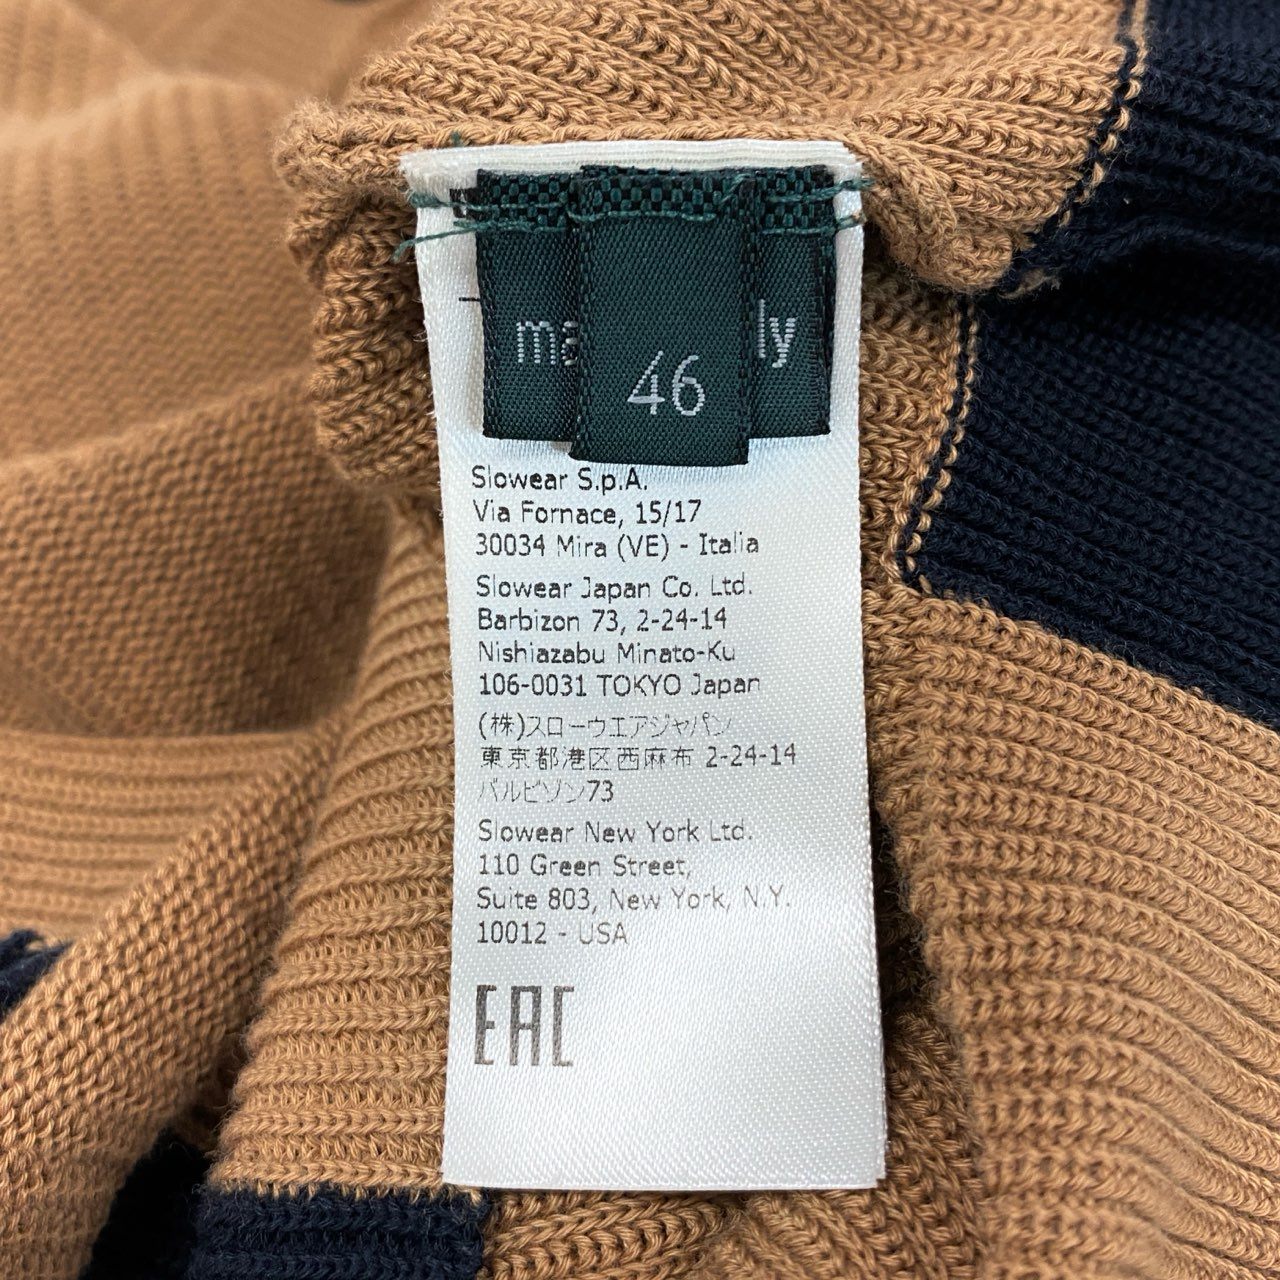 ma ly
46
Slowear S.p.A.
Via Fornace, 15/17
30034 Mira (VE) - Italia
Slowear Japan Co. Ltd.
Barbizon 73, 2-24-14
Nishiazabu Minato-Ku
106-0031 TOKYO Japan
(株)スローウエアジャパン
東京都港区西麻布 2-24-14
バルビゾン73
Slowear New York Ltd.
110 Green Street,
Suite 803, New York, N.Y.
10012 - USA
EAC